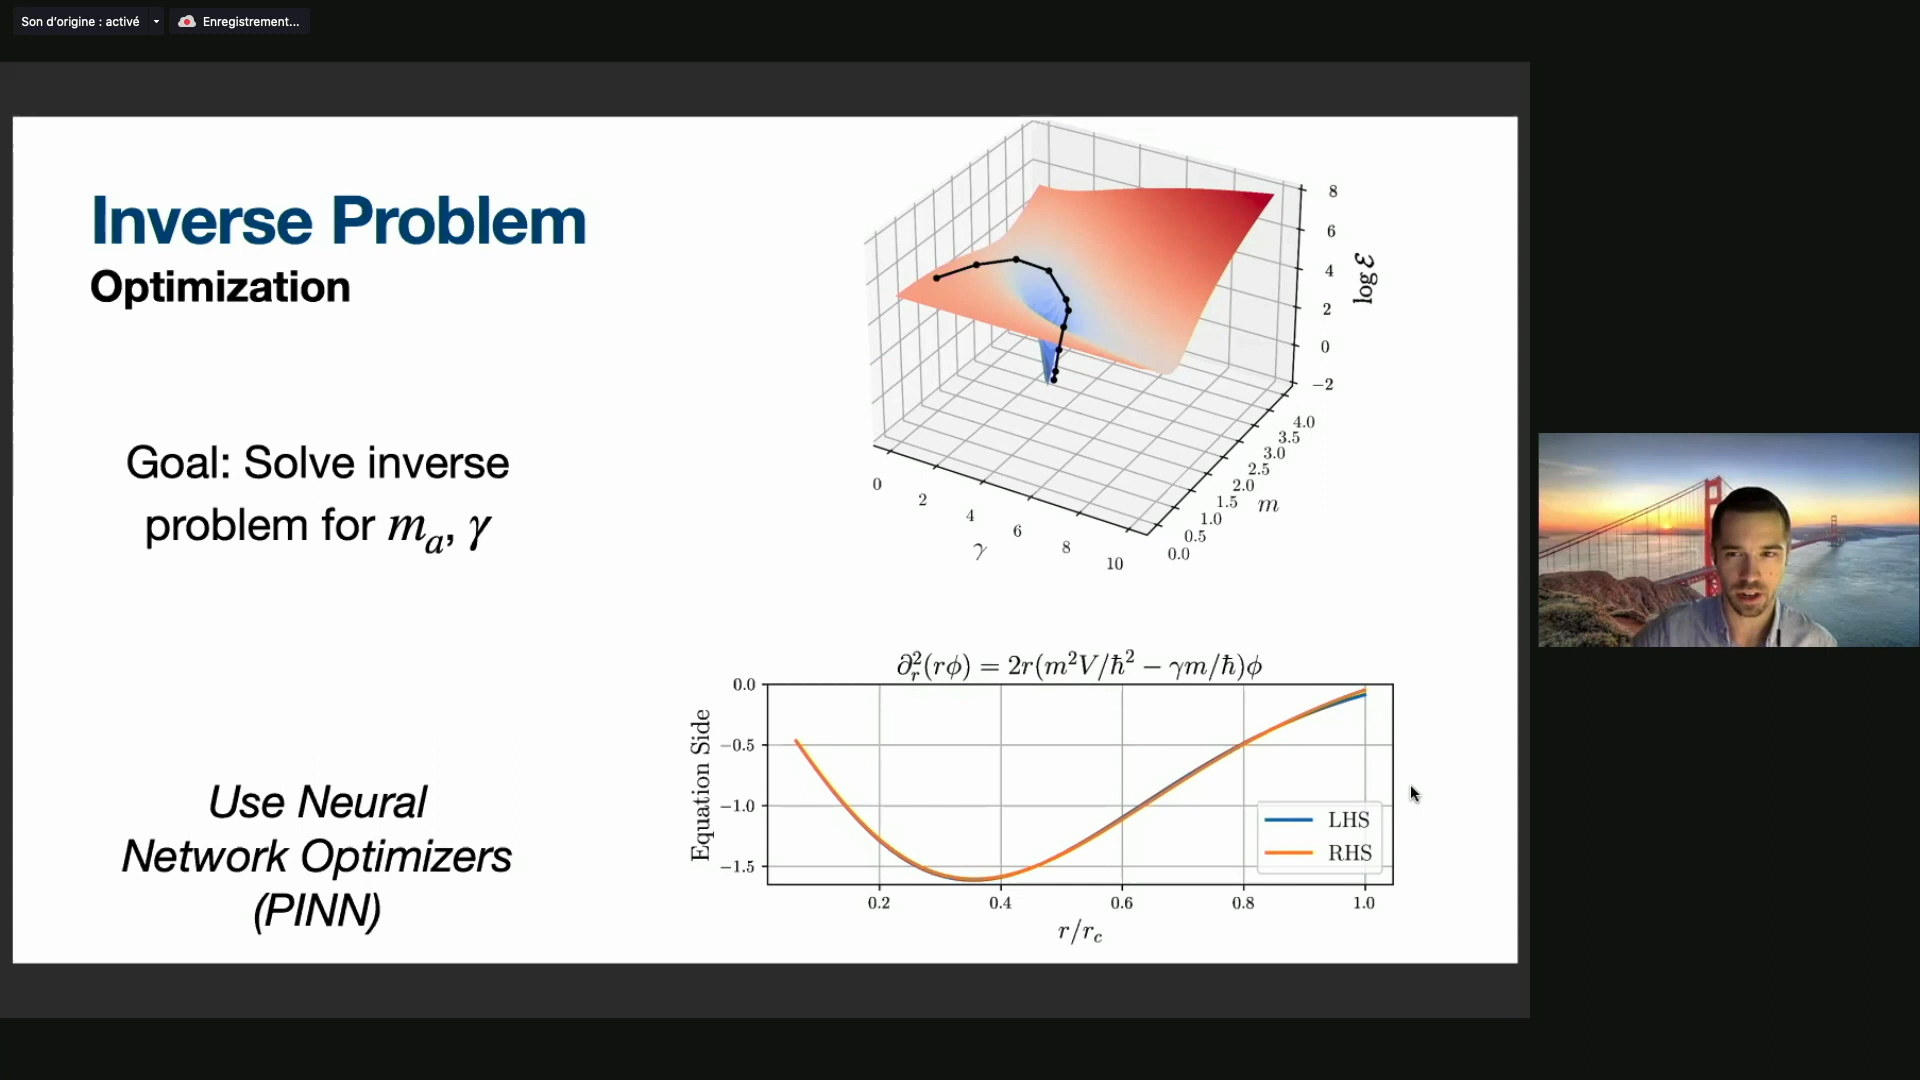 Son d'origine : activé
Enregistrement...
Inverse Problem
Optimization
Goal: Solve inverse
problem for mₐ, γ
Use Neural
Network Optimizers
(PINN)
8
6
4
2
0
−2
log ℰ
4.0
3.5
3.0
2.5
2.0
1.5
1.0
0.5
0.0
m
0
2
4
6
8
10
γ
∂ᵣ²(rϕ) = 2r(m²V/ħ² − γm/ħ)ϕ
0.0
−0.5
−1.0
−1.5
Equation Side
LHS
RHS
0.2 0.4 0.6 0.8 1.0
r/r_c